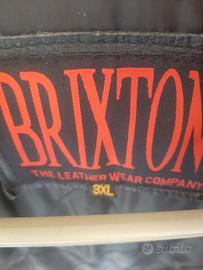 BRIXTON
THE LEATHER WEAR COMPANY
3XL
subito